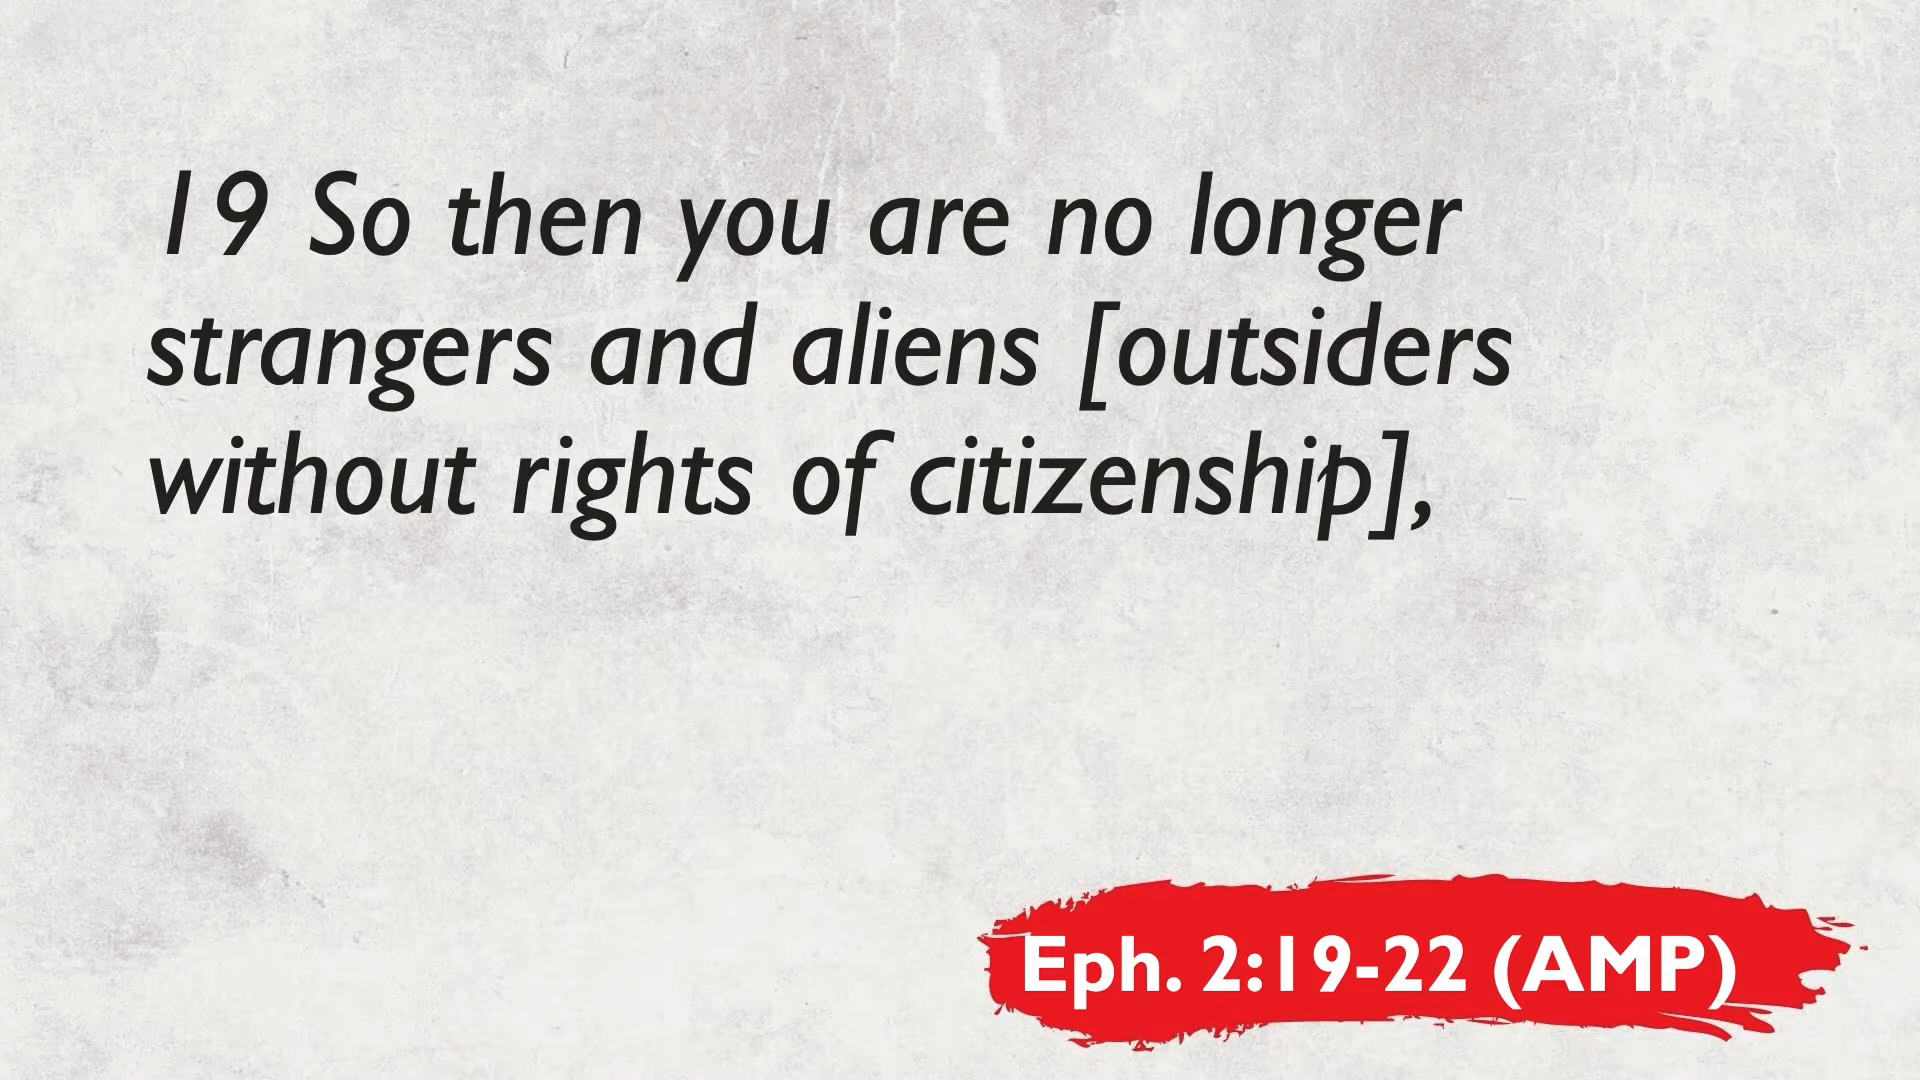 19 So then you are no longer
strangers and aliens [outsiders
without rights of citizenship],
Eph. 2:19-22 (AMP)